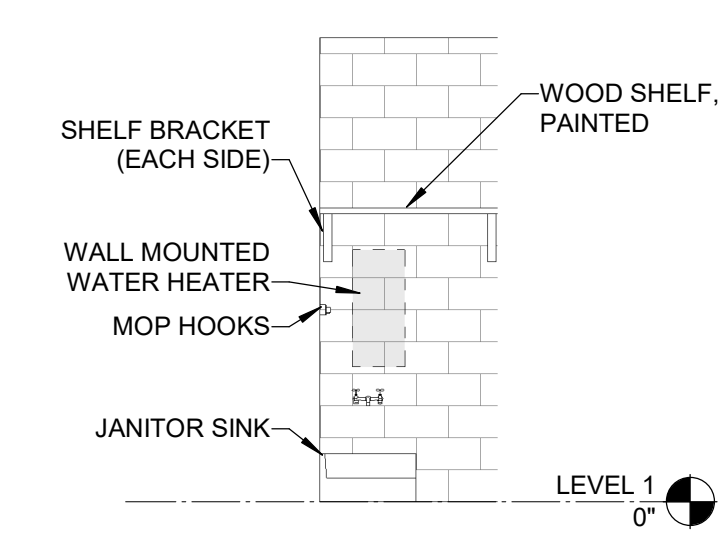 WOOD SHELF,
PAINTED
SHELF BRACKET
(EACH SIDE)
WALL MOUNTED
WATER HEATER
MOP HOOKS
JANITOR SINK
LEVEL 1
0"